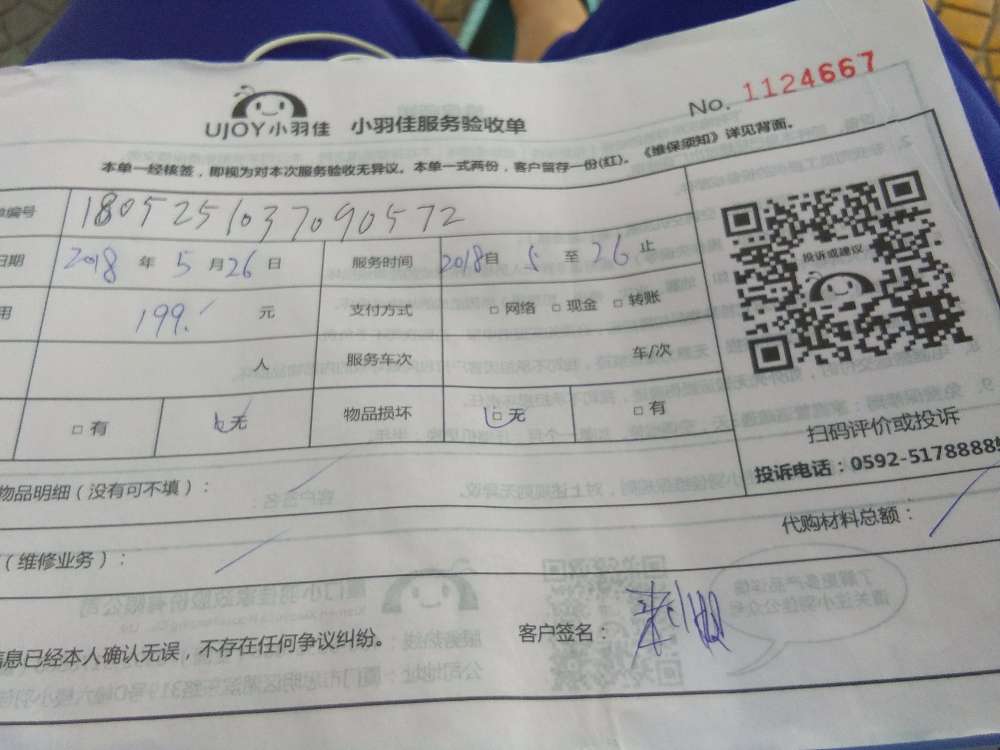 No. 1124667
UJOY小羽佳 小羽佳服务验收单
本单一经核签，即视为对本次服务验收无异议。本单一式两份，客户留存一份(红)。《维保须知》详见背面。
编号 1805251037090572
日期 2018 年 5 月 26 日 服务时间 2018 自 5 至 26 止
用 199. 元 支付方式 □ 网络 □ 现金 □ 转账
人 服务车次 车/次
□ 有 □ 无 物品损坏 □ 无 □ 有
投诉或建议
扫码评价或投诉
投诉电话：0592-5178888
物品明细（没有可不填）：
代购材料总额：
（维修业务）：
信息已经本人确认无误，不存在任何争议纠纷。
客户签名：